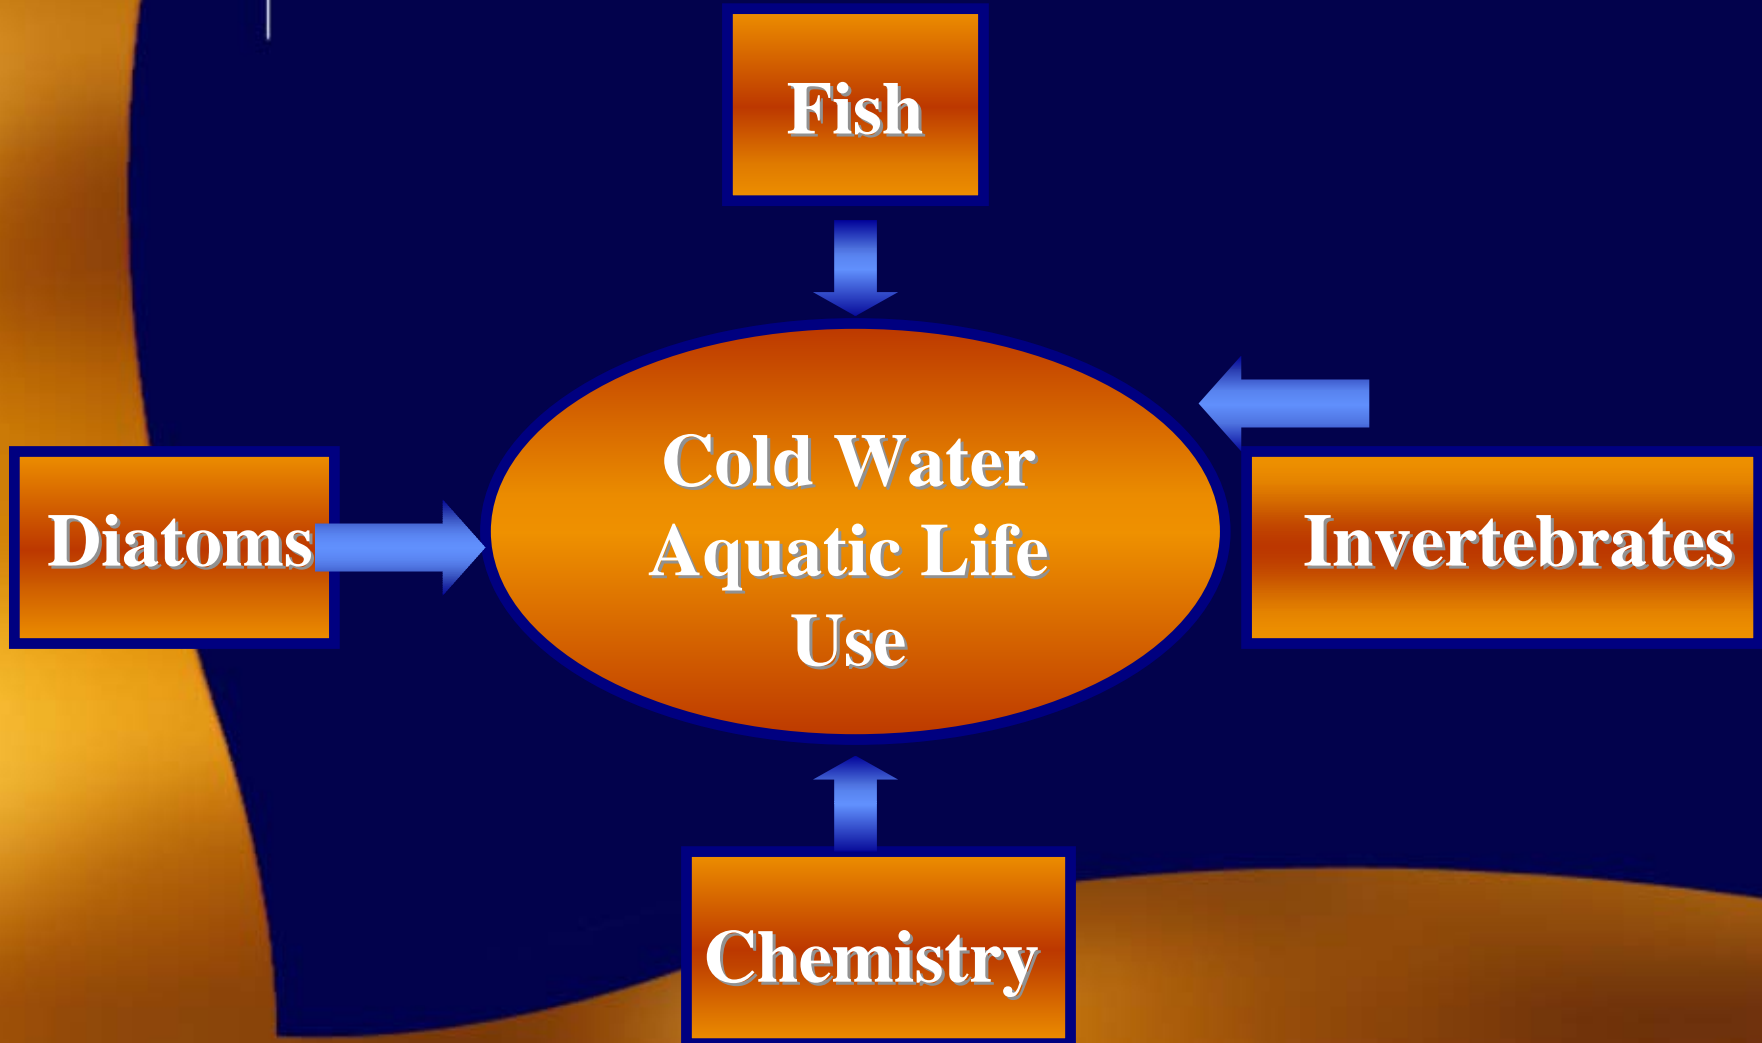 Fish
Cold Water
Aquatic Life
Use
Diatoms
Invertebrates
Chemistry